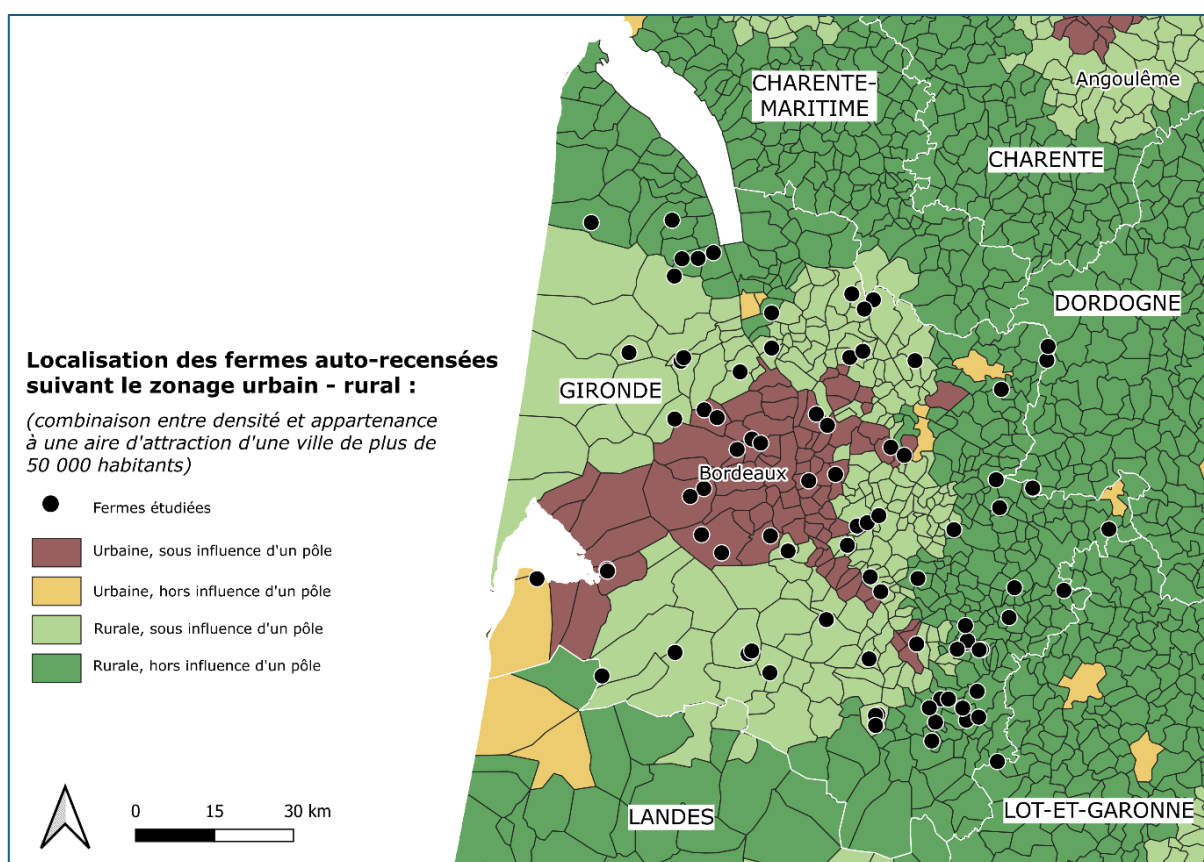 CHARENTE-
MARITIME
Angoulême
CHARENTE
DORDOGNE
Localisation des fermes auto-recensées
suivant le zonage urbain - rural :
GIRONDE
(combinaison entre densité et appartenance
à une aire d'attraction d'une ville de plus de
50 000 habitants)
Bordeaux
Fermes étudiées
Urbaine, sous influence d'un pôle
Urbaine, hors influence d'un pôle
Rurale, sous influence d'un pôle
Rurale, hors influence d'un pôle
0 15 30 km
LANDES
LOT-ET-GARONNE